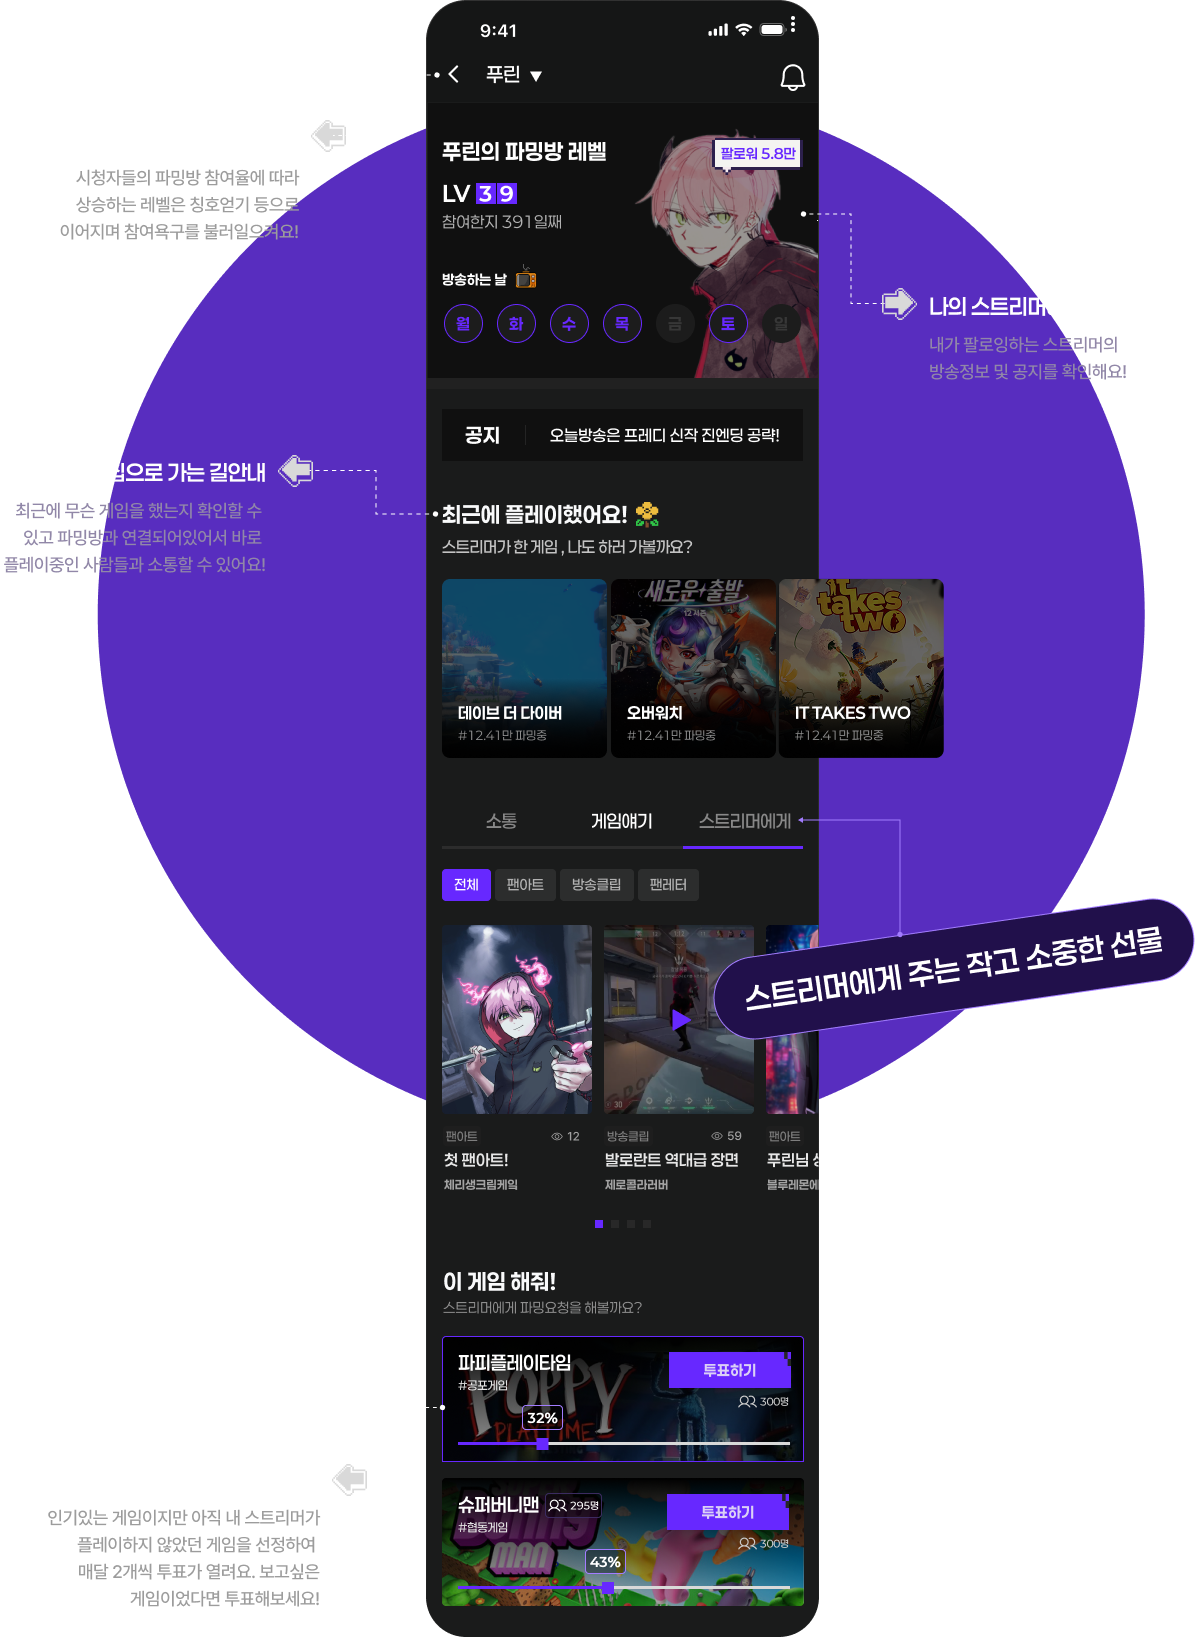 9:41
푸린 ▼
푸린의 파밍방 레벨
팔로워 5.8만
LV 39
참여한지 391일째
방송하는 날
월 화 수 목 금 토 일
시청자들의 파밍방 참여율에 따라
상승하는 레벨은 칭호얻기 등으로
이어지며 참여욕구를 불러일으켜요!
나의 스트리머
내가 팔로잉하는 스트리머의
방송정보 및 공지를 확인해요!
공지
오늘방송은 프레디 신작 진엔딩 공략!
으로 가는 길안내
최근에 무슨 게임을 했는지 확인할 수
있고 파밍방과 연결되어있어서 바로
플레이중인 사람들과 소통할 수 있어요!
최근에 플레이했어요!
스트리머가 한 게임 , 나도 하러 가볼까요?
데이브 더 다이버
#12.41만 파밍중
새로운 출발
12 시즌
오버워치
#12.41만 파밍중
it takes two
IT TAKES TWO
#12.41만 파밍중
소통
게임얘기
스트리머에게
전체
팬아트
방송클립
팬레터
스트리머에게 주는 작고 소중한 선물
팬아트
12
첫 팬아트!
체리생크림케익
방송클립
59
발로란트 역대급 장면
제로콜라러버
팬아트
푸린님
블루레몬에
이 게임 해줘!
스트리머에게 파밍요청을 해볼까요?
파피플레이타임
#공포게임
투표하기
300명
POPPY
PLAYTIME
32%
슈퍼버니맨
295명
#협동게임
투표하기
300명
BUNNY
MAN
43%
인기있는 게임이지만 아직 내 스트리머가
플레이하지 않았던 게임을 선정하여
매달 2개씩 투표가 열려요. 보고싶은
게임이었다면 투표해보세요!